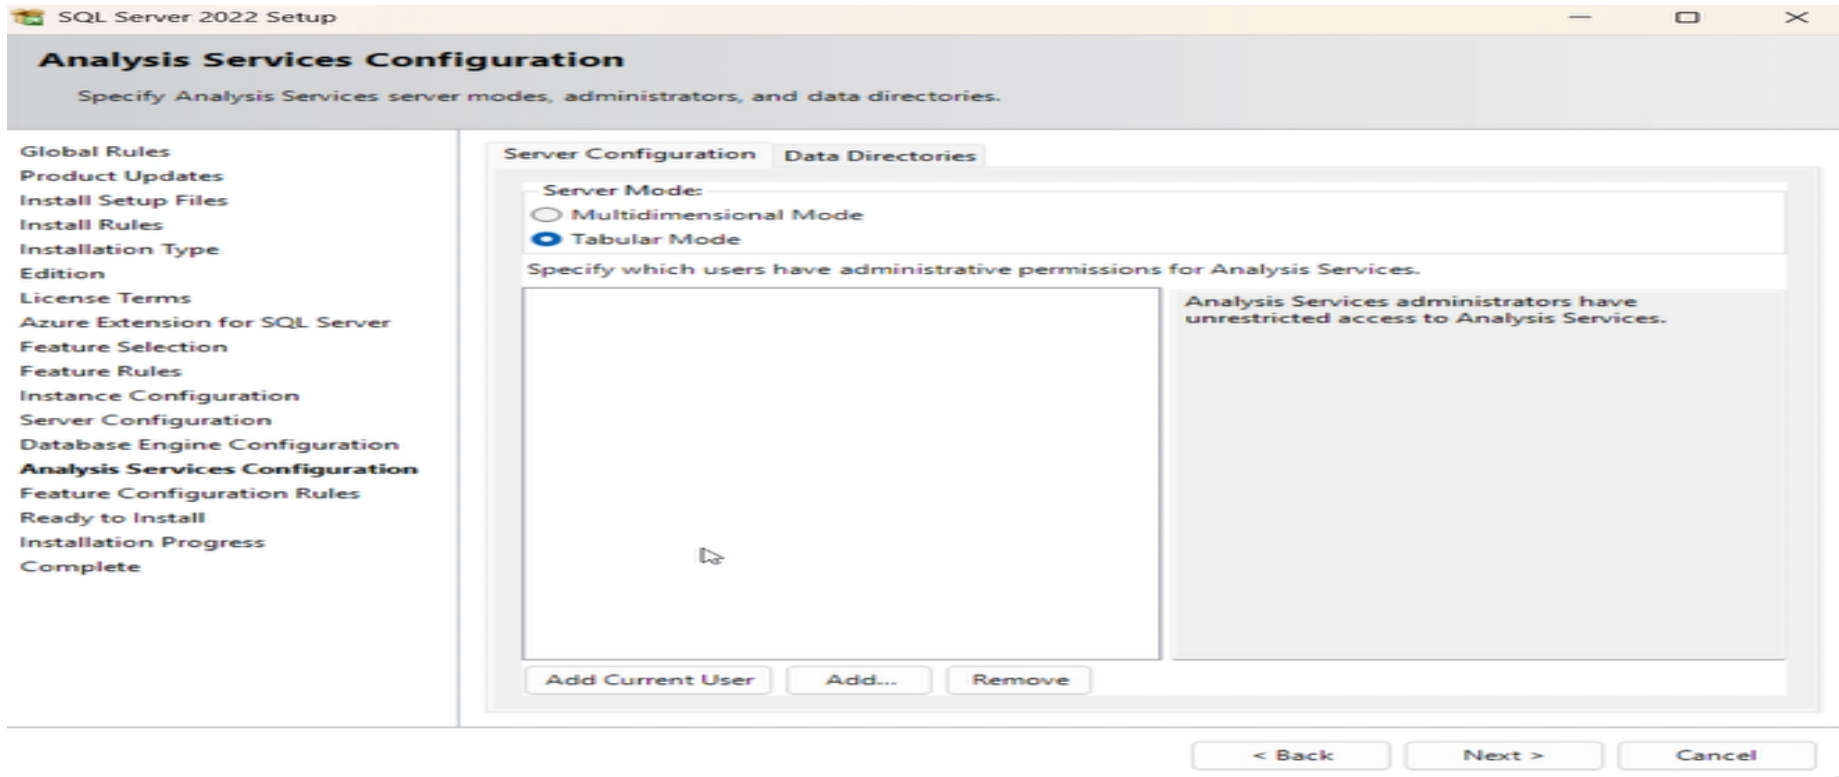 SQL Server 2022 Setup
Analysis Services Configuration
Specify Analysis Services server modes, administrators, and data directories.
Global Rules
Product Updates
Install Setup Files
Install Rules
Installation Type
Edition
License Terms
Azure Extension for SQL Server
Feature Selection
Feature Rules
Instance Configuration
Server Configuration
Database Engine Configuration
Analysis Services Configuration
Feature Configuration Rules
Ready to Install
Installation Progress
Complete
Server Configuration Data Directories
Server Mode:
Multidimensional Mode
Tabular Mode
Specify which users have administrative permissions for Analysis Services.
Analysis Services administrators have
unrestricted access to Analysis Services.
Add Current User Add... Remove
< Back Next > Cancel